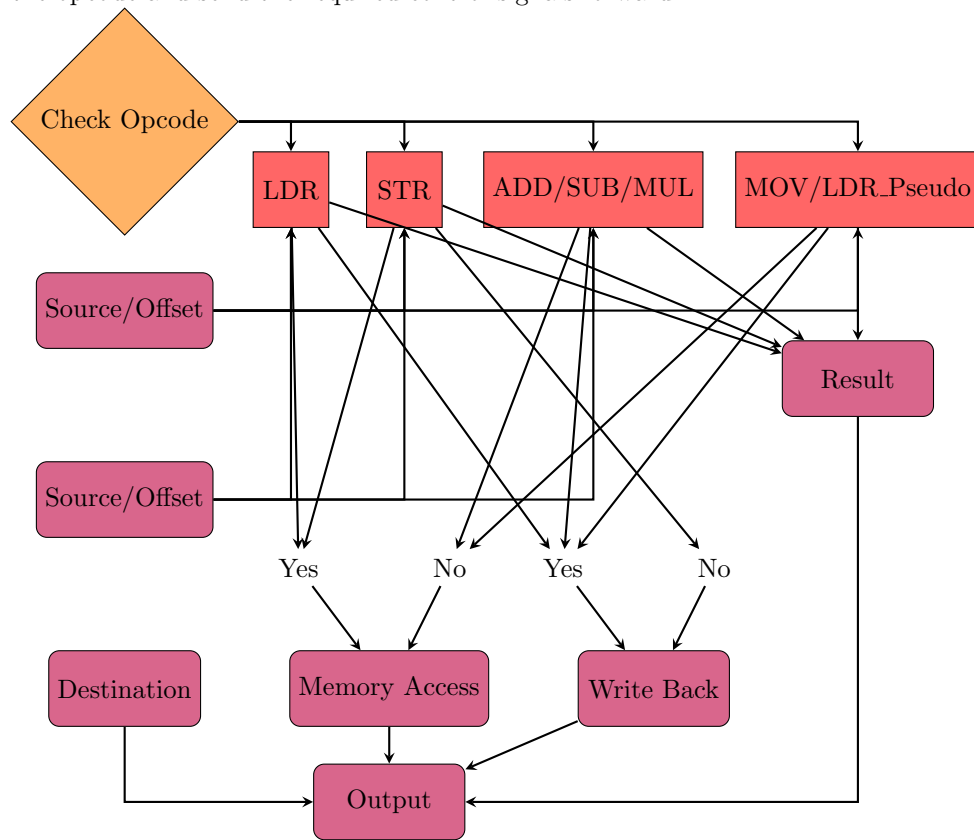 Check Opcode
LDR
STR
ADD/SUB/MUL
MOV/LDR_Pseudo
Source/Offset
Result
Source/Offset
Yes
No
Yes
No
Destination
Memory Access
Write Back
Output